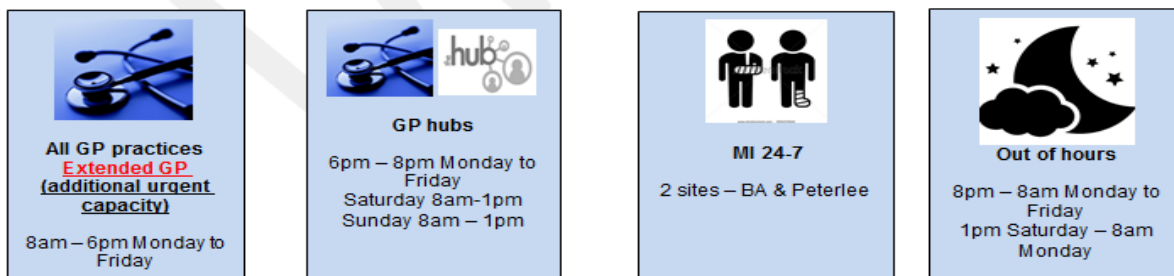 All GP practices
Extended GP
(additional urgent
capacity)
8am – 6pm Monday to
Friday
hub
GP hubs
6pm – 8pm Monday to
Friday
Saturday 8am-1pm
Sunday 8am – 1pm
MI 24-7
2 sites – BA & Peterlee
Out of hours
8pm – 8am Monday to
Friday
1pm Saturday – 8am
Monday